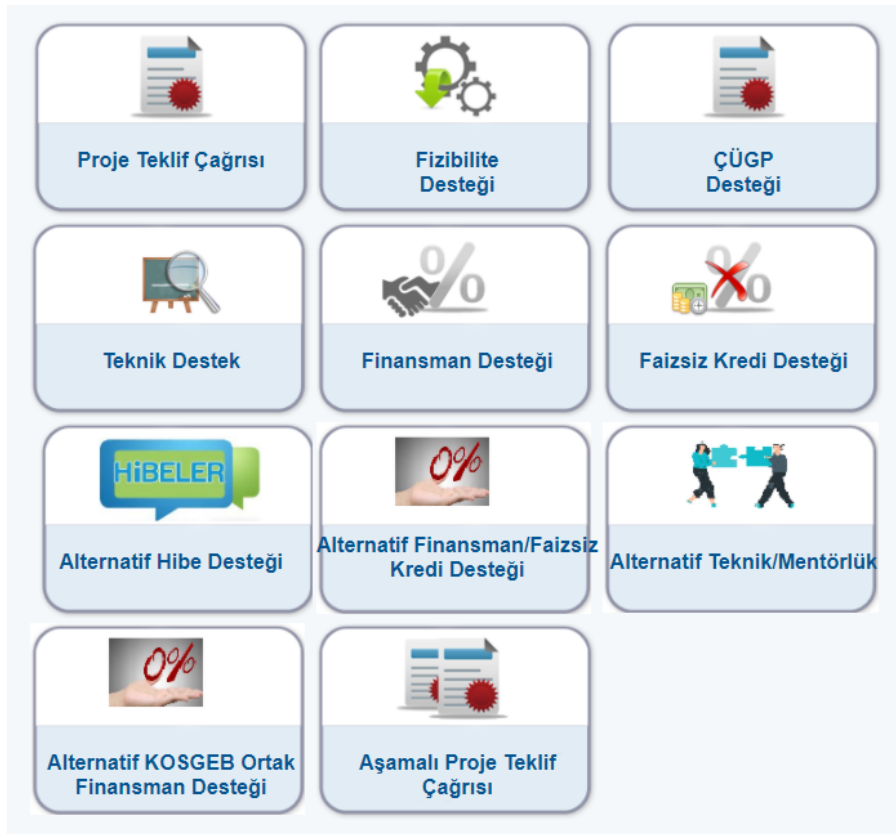 Proje Teklif Çağrısı
Fizibilite
Desteği
ÇÜGP
Desteği
Teknik Destek
Finansman Desteği
Faizsiz Kredi Desteği
HiBELER
Alternatif Hibe Desteği
0%
Alternatif Finansman/Faizsiz
Kredi Desteği
Alternatif Teknik/Mentörlük
0%
Alternatif KOSGEB Ortak
Finansman Desteği
Aşamalı Proje Teklif
Çağrısı